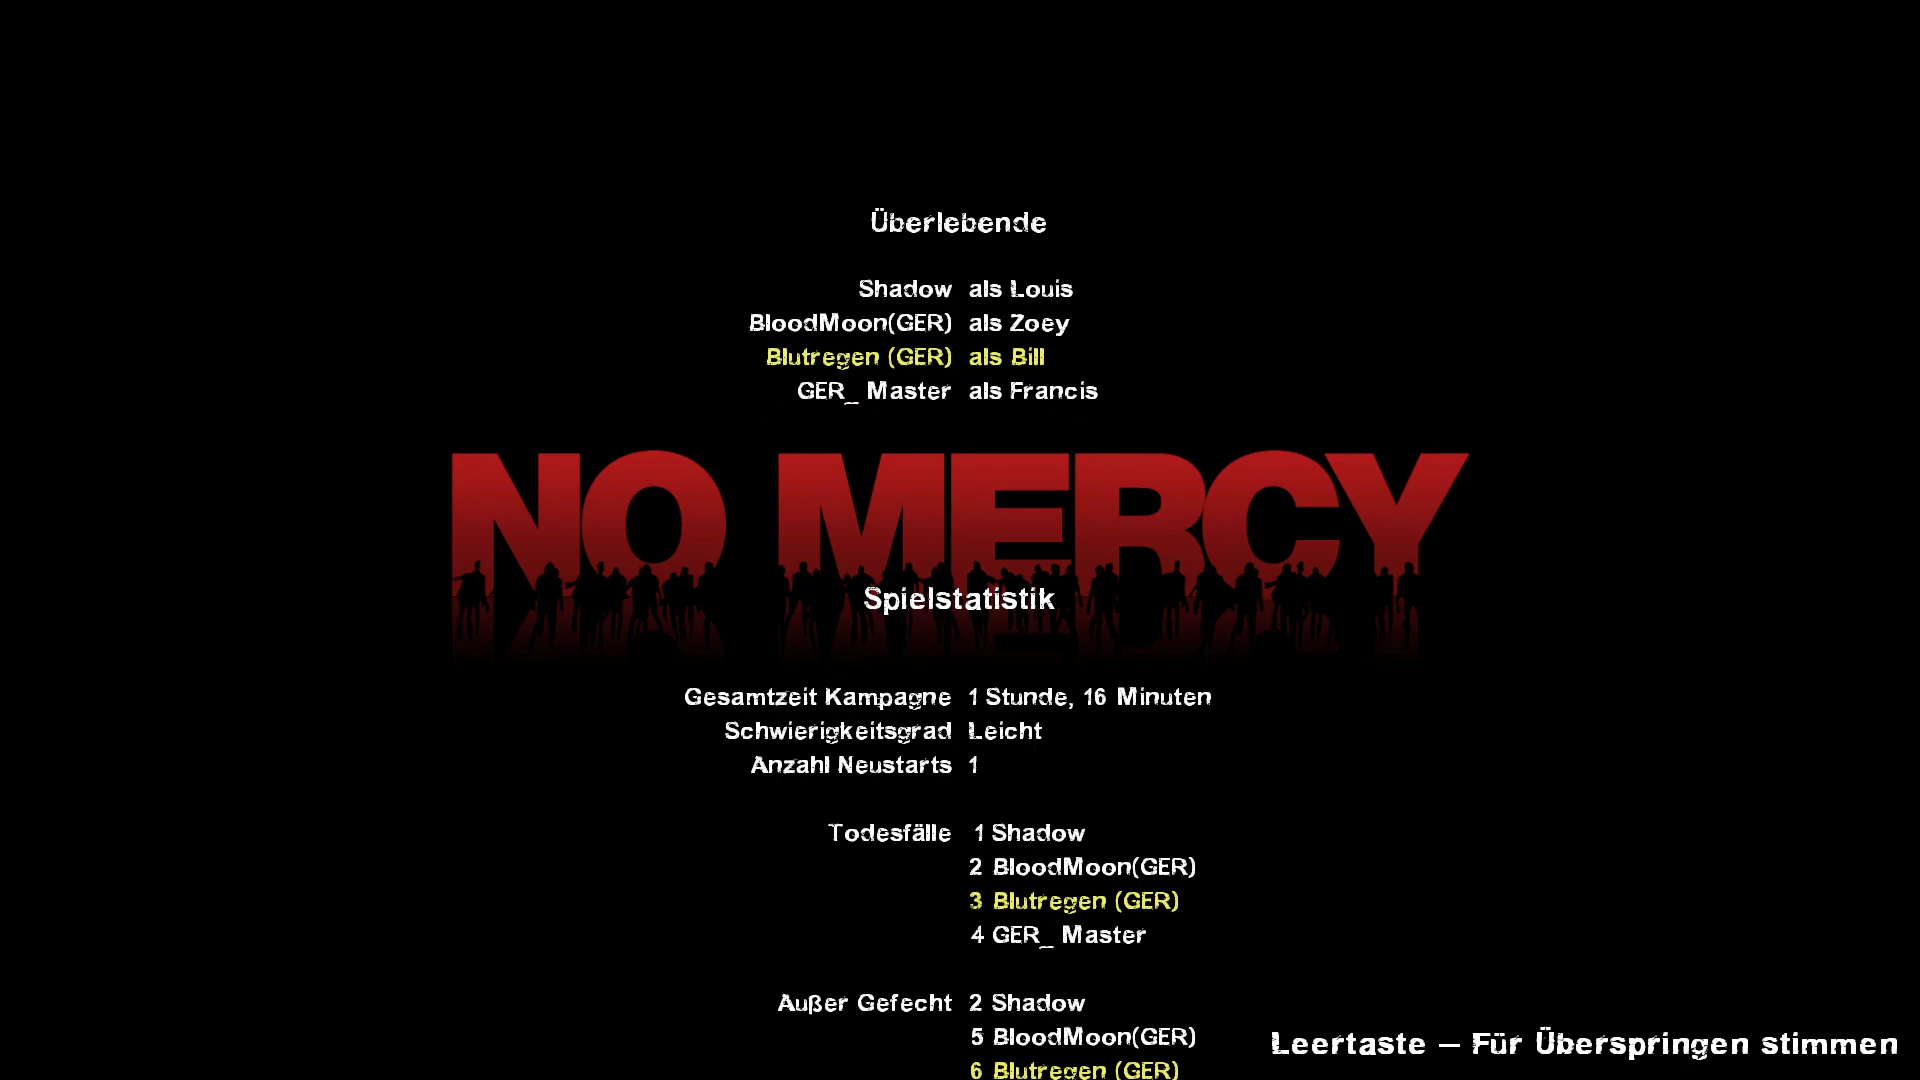 Überlebende
Shadow als Louis
BloodMoon(GER) als Zoey
Blutregen (GER) als Bill
GER_ Master als Francis
NO MERCY
Spielstatistik
Gesamtzeit Kampagne 1 Stunde, 16 Minuten
Schwierigkeitsgrad Leicht
Anzahl Neustarts 1
Todesfälle 1 Shadow
2 BloodMoon(GER)
3 Blutregen (GER)
4 GER_ Master
Außer Gefecht 2 Shadow
5 BloodMoon(GER)
6 Blutregen (GER)
Leertaste – Für Überspringen stimmen